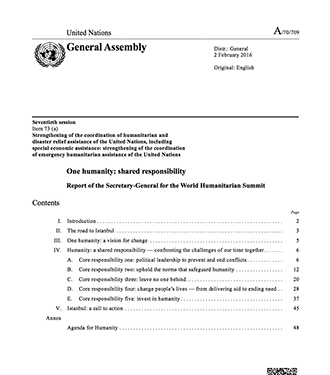 United Nations A/70/709
General Assembly Distr.: General
2 February 2016
Original: English
Seventieth session
Item 73 (a)
Strengthening of the coordination of humanitarian and
disaster relief assistance of the United Nations, including
special economic assistance: strengthening of the coordination
of emergency humanitarian assistance of the United Nations
One humanity: shared responsibility
Report of the Secretary-General for the World Humanitarian Summit
Contents
Page
I. Introduction 2
II. The road to Istanbul 3
III. One humanity: a vision for change 5
IV. Humanity: a shared responsibility — confronting the challenges of our time together 6
A. Core responsibility one: political leadership to prevent and end conflicts 6
B. Core responsibility two: uphold the norms that safeguard humanity 12
C. Core responsibility three: leave no one behind 20
D. Core responsibility four: change people's lives — from delivering aid to ending need 28
E. Core responsibility five: invest in humanity 37
V. Istanbul: a call to action 45
Annex
Agenda for Humanity 48